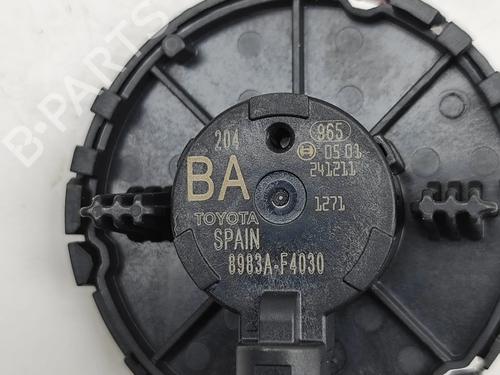 B-PARTS
204
965
BA
05 01
241211
TOYOTA
1271
SPAIN
8983A-F4030